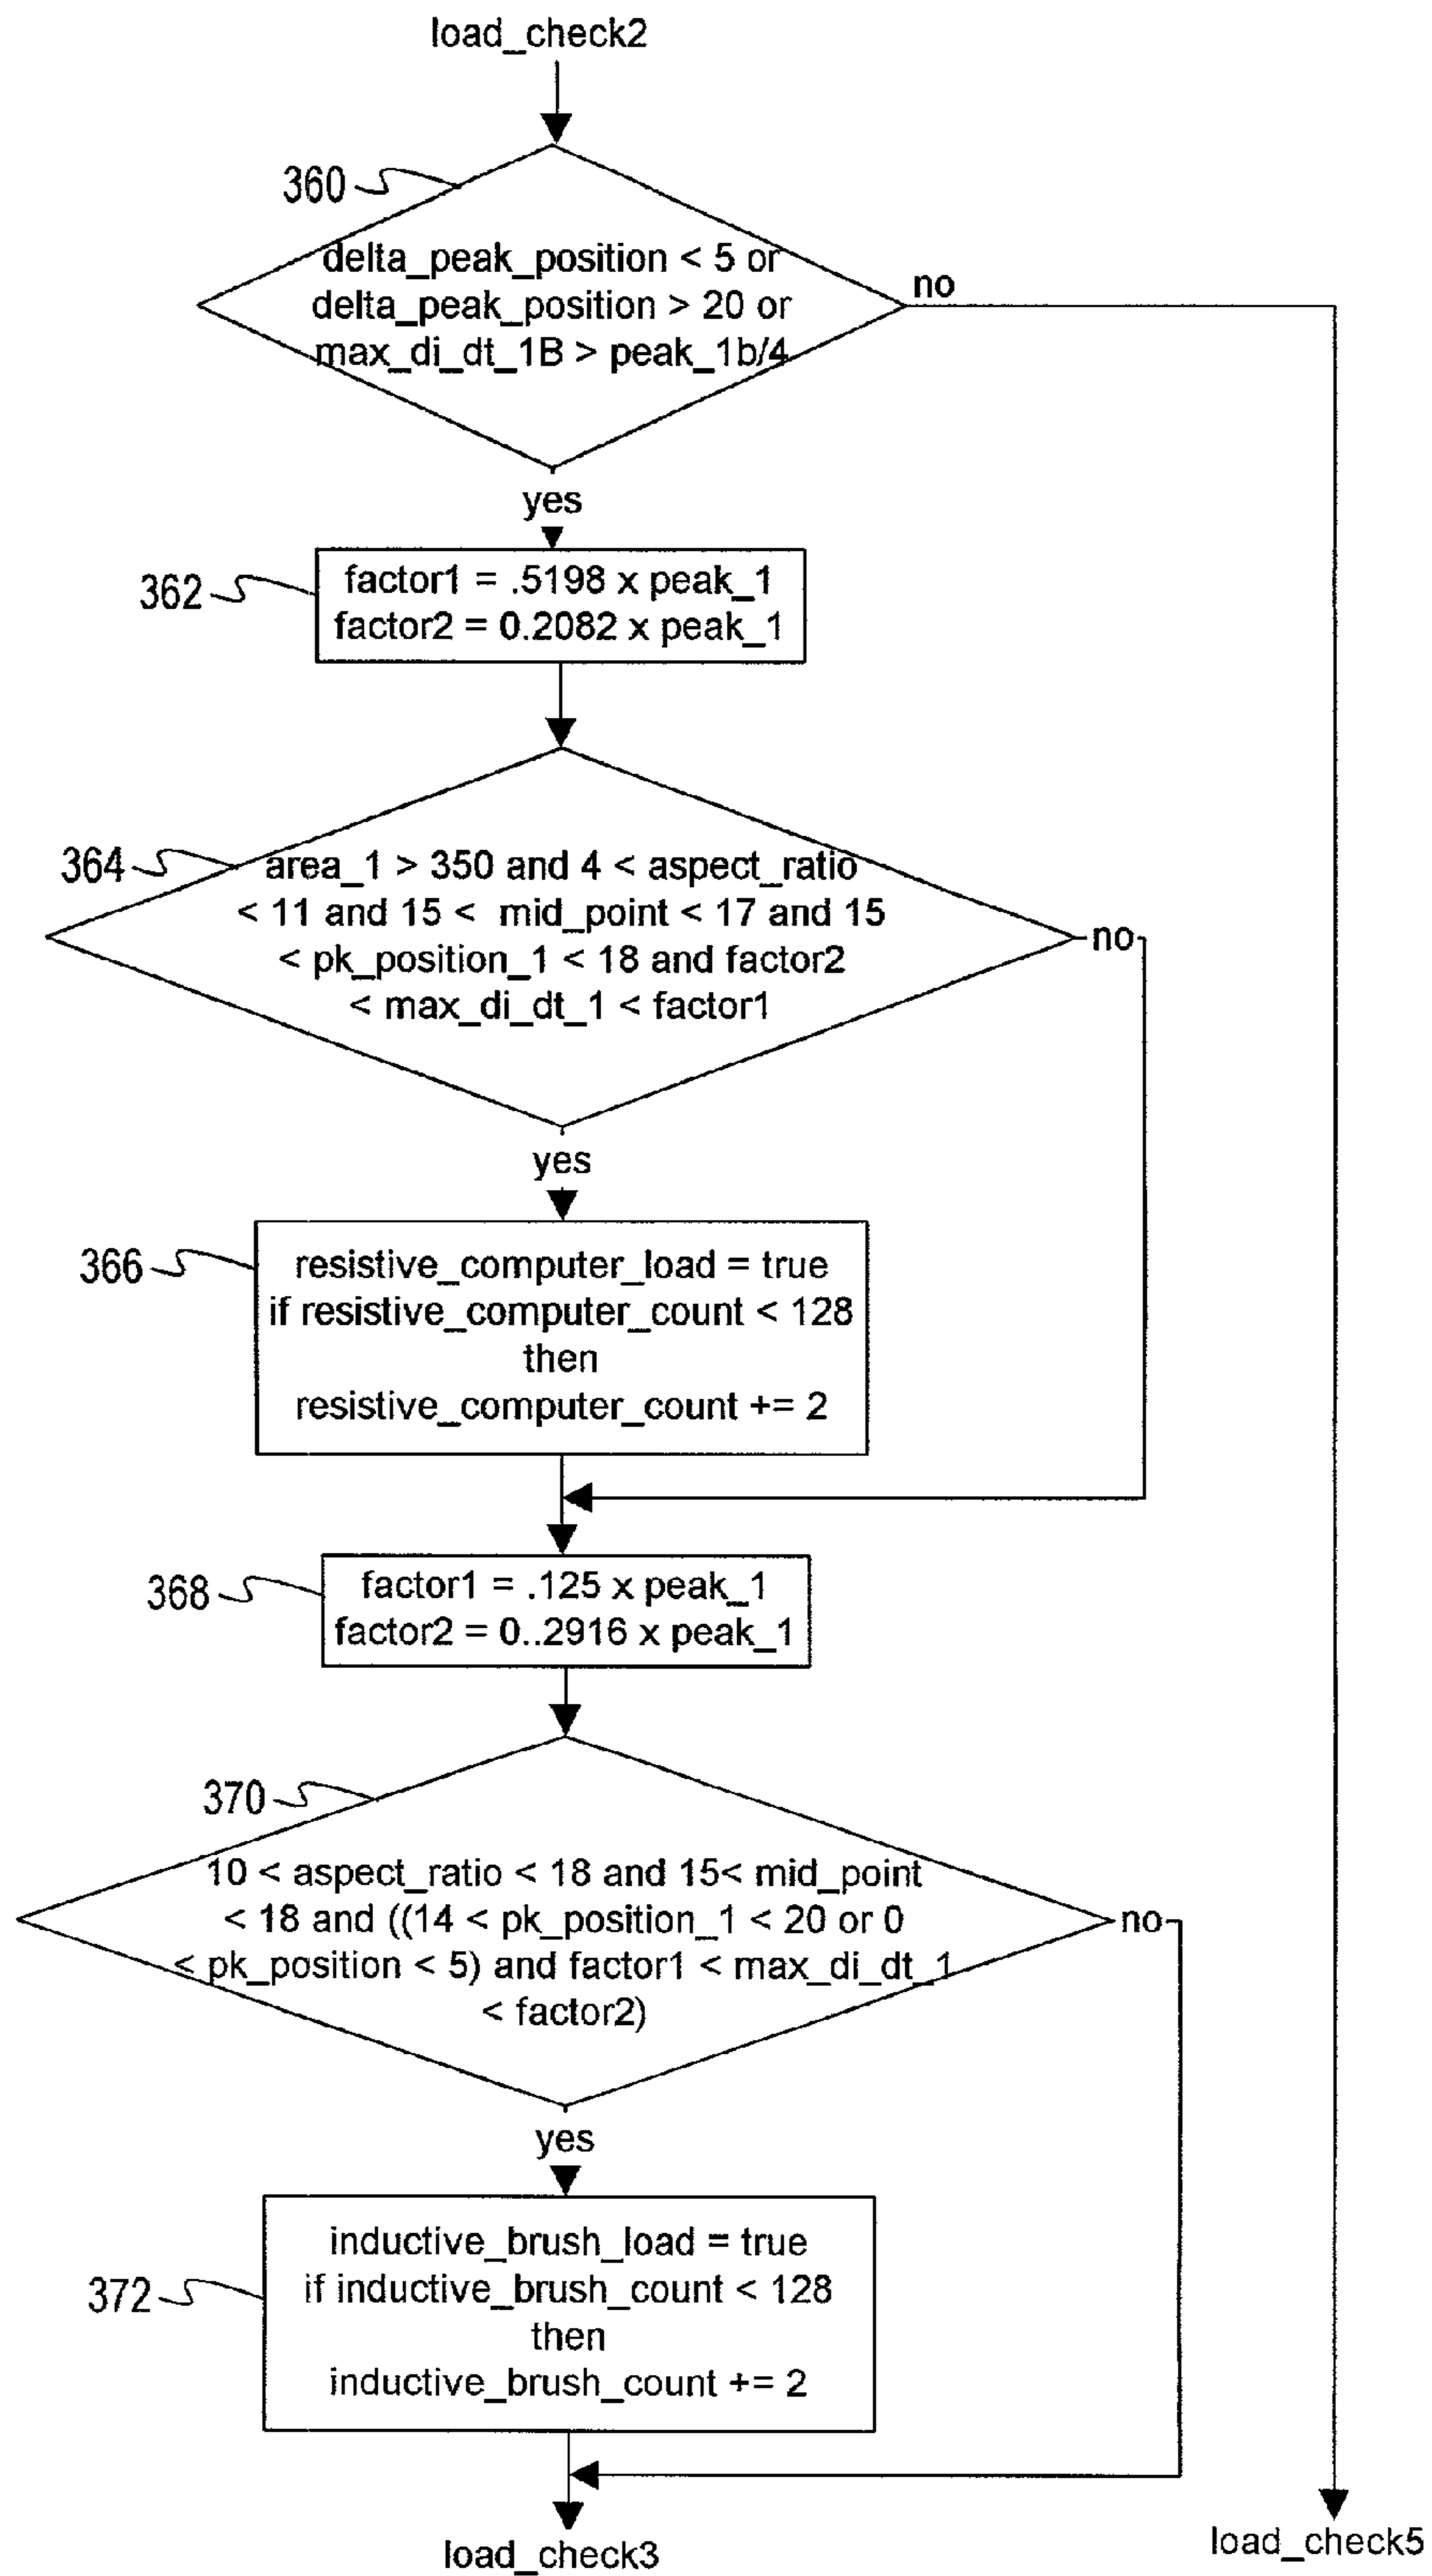 load_check2
360
delta_peak_position < 5 or
delta_peak_position > 20 or
max_di_dt_1B > peak_1b/4
no
yes
362
factor1 = .5198 x peak_1
factor2 = 0.2082 x peak_1
364
area_1 > 350 and 4 < aspect_ratio
< 11 and 15 < mid_point < 17 and 15
< pk_position_1 < 18 and factor2
< max_di_dt_1 < factor1
no
yes
366
resistive_computer_load = true
if resistive_computer_count < 128
then
resistive_computer_count += 2
368
factor1 = .125 x peak_1
factor2 = 0..2916 x peak_1
370
10 < aspect_ratio < 18 and 15< mid_point
< 18 and ((14 < pk_position_1 < 20 or 0
< pk_position < 5) and factor1 < max_di_dt_1
< factor2)
no
yes
372
inductive_brush_load = true
if inductive_brush_count < 128
then
inductive_brush_count += 2
load_check3
load_check5